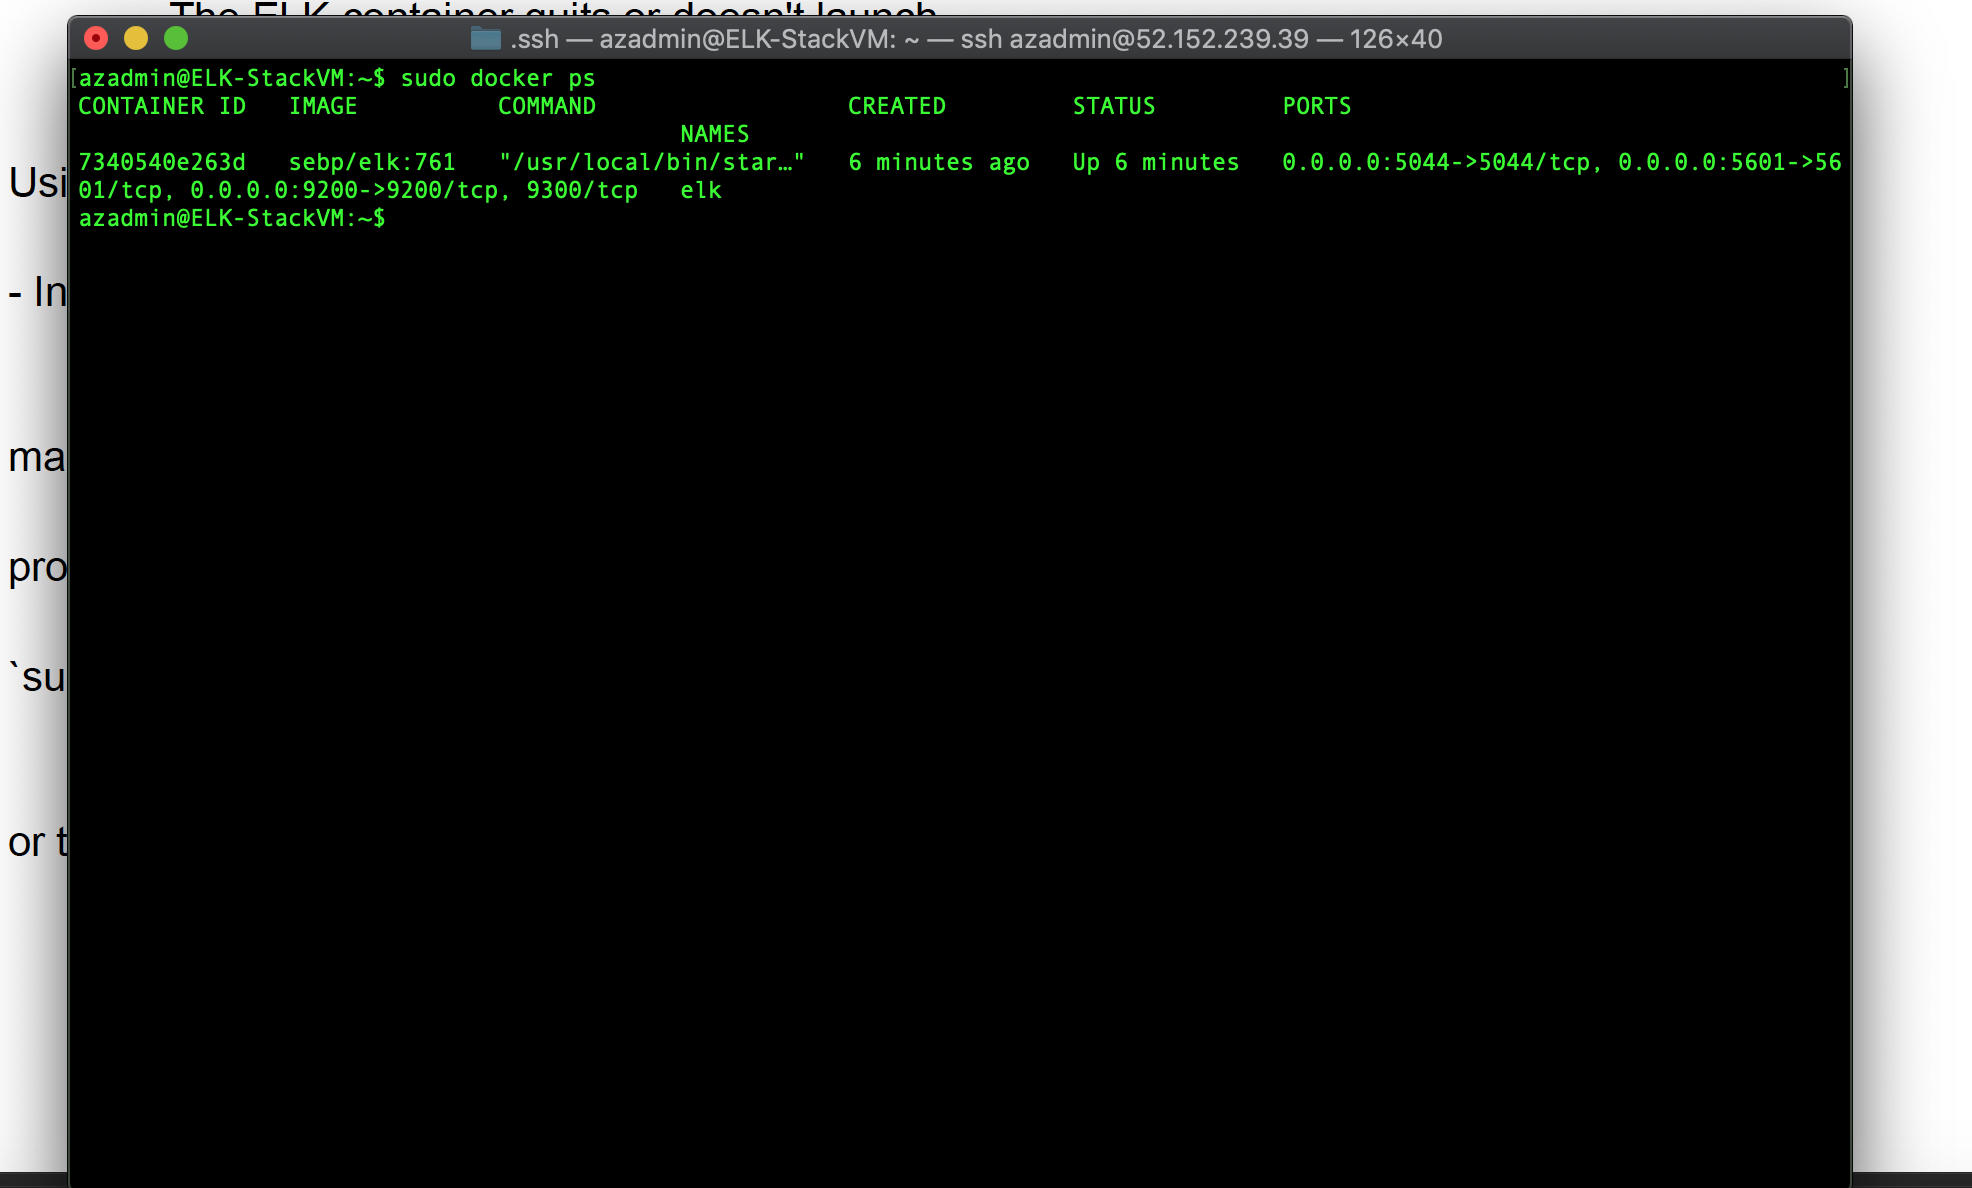 The ELK container quits or doesn't launch
.ssh — azadmin@ELK-StackVM: ~ — ssh azadmin@52.152.239.39 — 126×40
[azadmin@ELK-StackVM:~$ sudo docker ps ]
CONTAINER ID IMAGE COMMAND CREATED STATUS PORTS
NAMES
7340540e263d sebp/elk:761 "/usr/local/bin/star…" 6 minutes ago Up 6 minutes 0.0.0.0:5044->5044/tcp, 0.0.0.0:5601->56
01/tcp, 0.0.0.0:9200->9200/tcp, 9300/tcp elk
azadmin@ELK-StackVM:~$
Usi
- In
ma
pro
`su
or t